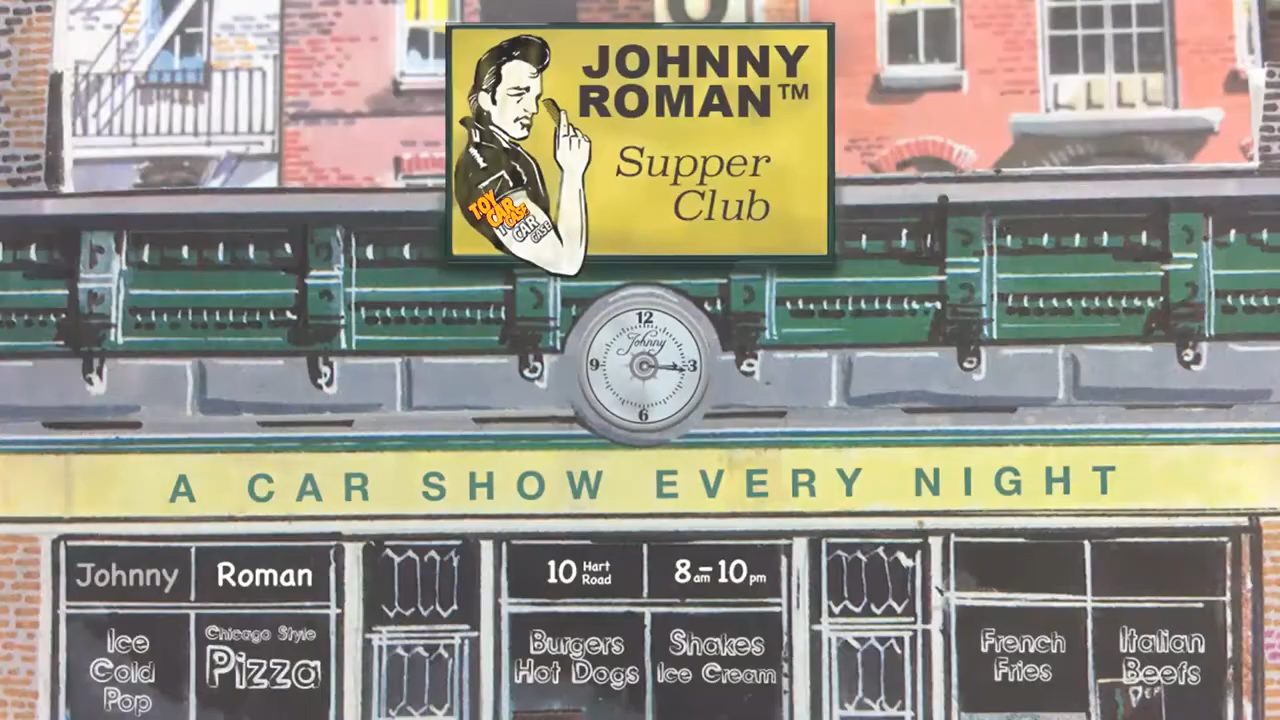 JOHNNY
ROMAN™
Supper
Club
TOY
CAR
CASE
CAR
CASE
12
Johnny
9
3
6
A CAR SHOW EVERY NIGHT
Johnny Roman
10 Hart Road
8am-10pm
Ice
Cold
Pop
Chicago Style
Pizza
Burgers
Hot Dogs
Shakes
Ice Cream
French
Fries
Italian
Beefs